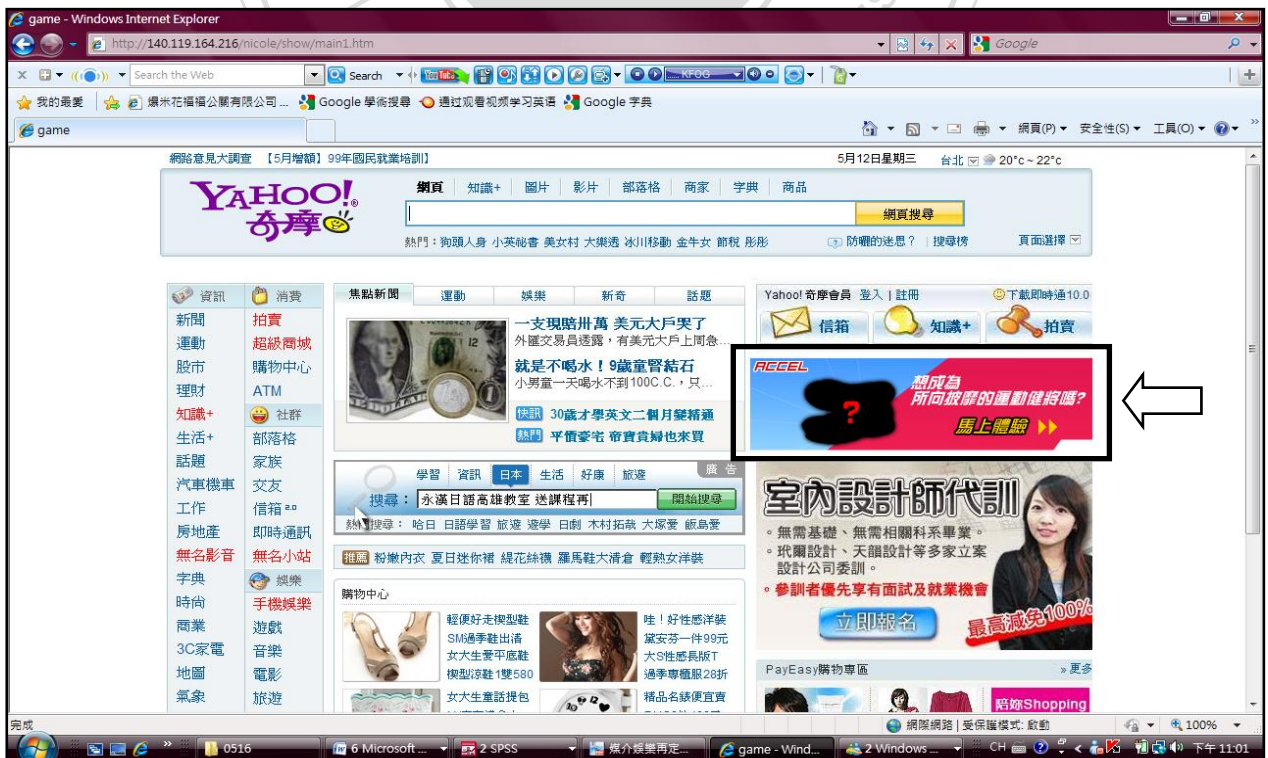 game - Windows Internet Explorer
http://140.119.164.216/nicole/show/main1.htm
Google
Search the Web
Search
YouTube
KFOG
我的最愛
爆米花福福公關有限公司 ...
Google 學術搜尋
通过观看视频学习英语
Google 字典
game
網頁(P)
安全性(S)
工具(O)
網路意見大調查 【5月增額】99年國民就業培訓】
5月12日星期三 台北 20°c ~ 22°c
YAHOO!
奇摩
網頁 知識+ 圖片 影片 部落格 商家 字典 商品
網頁搜尋
熱門：狗頭人身 小英祕書 美女村 大樂透 冰川移動 金牛女 節稅 彤彤
防曬的迷思？ | 搜尋榜 頁面選擇
資訊
新聞
運動
股市
理財
知識+
生活+
話題
汽車機車
工作
房地產
無名影音
字典
時尚
商業
3C家電
地圖
氣象
消費
拍賣
超級商城
購物中心
ATM
社群
部落格
家族
交友
信箱 2.0
即時通訊
無名小站
娛樂
手機娛樂
遊戲
音樂
電影
旅遊
焦點新聞 運動 娛樂 新奇 話題
一支現賠卅萬 美元大戶哭了
外匯交易員透露，有美元大戶上周急...
就是不喝水！9歲童腎結石
小男童一天喝水不到100C.C.，只...
快訊 30歲才學英文二個月變精通
熱門 平價豪宅 帝寶貴婦也來買
學習 資訊 日本 生活 好康 旅遊 廣告
搜尋： 永漢日語高雄教室 送課程再 開始搜尋
搜尋： 哈日 日語學習 旅遊 遊學 日劇 木村拓哉 大塚愛 飯島愛
推薦 粉嫩內衣 夏日迷你裙 緹花絲襪 羅馬鞋大清倉 輕熟女洋裝
購物中心
輕便好走楔型鞋
SM過季鞋出清
女大生愛平底鞋
楔型涼鞋1雙580
哇！好性感洋裝
黛安芬一件99元
大S性感長版T
過季專櫃服28折
女大生童話提包
精品名錶便宜賣
Yahoo! 奇摩會員 登入 | 註冊
下載即時通10.0
信箱
知識+
拍賣
ACCEL
想成為
所向披靡的運動健將嗎?
?
馬上體驗
室內設計師代訓
◦ 無需基礎、無需相關科系畢業。
◦ 玳爾設計、天韻設計等多家立案
設計公司委訓。
◦ 參訓者優先享有面試及就業機會
立即報名
最高減免100%
PayEasy購物專區
» 更多
陪妳Shopping
完成
網際網路 | 受保護模式: 啟動
100%
0516
6 Microsoft ...
2 SPSS
媒介娛樂再定...
game - Wind...
2 Windows ...
CH
下午 11:01